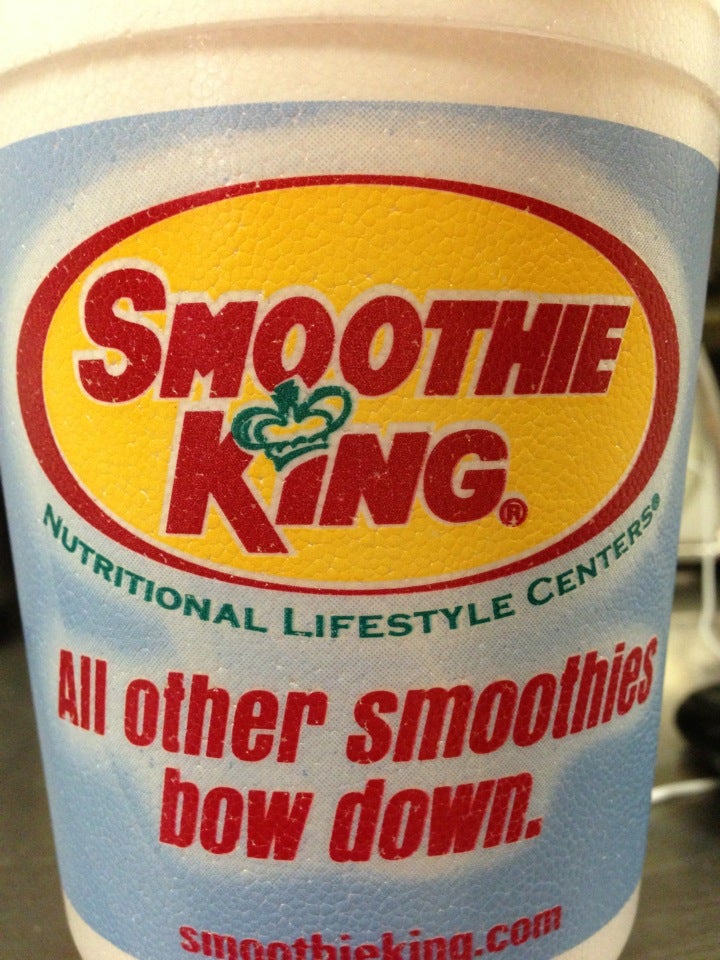 SMOOTHIE
KING®
NUTRITIONAL LIFESTYLE CENTERS®
All other smoothies
bow down.
smoothieking.com